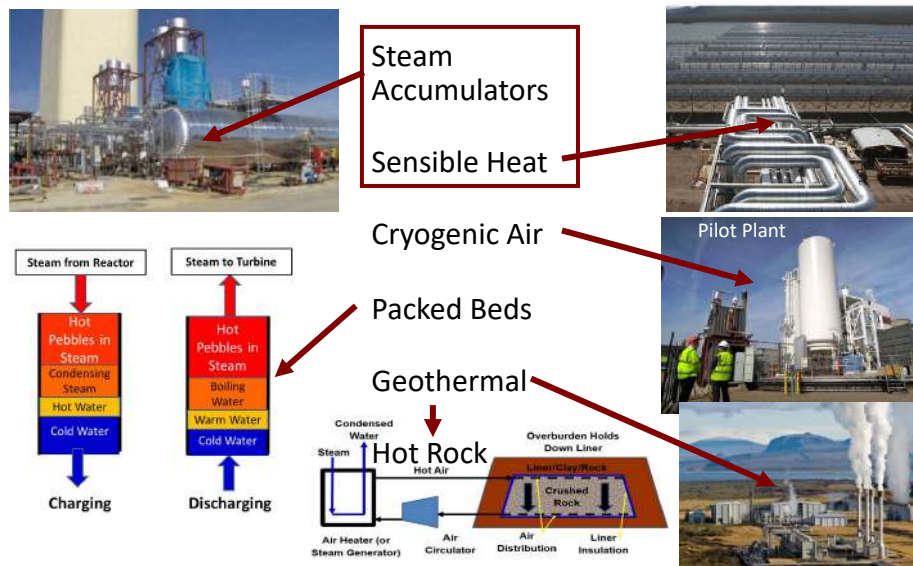 Steam
Accumulators
Sensible Heat
Cryogenic Air
Packed Beds
Geothermal
Hot Rock
Pilot Plant
Steam from Reactor
Hot
Pebbles in
Steam
Condensing
Steam
Hot Water
Cold Water
Charging
Steam to Turbine
Hot
Pebbles in
Steam
Boiling
Water
Warm Water
Cold Water
Discharging
Condensed
Water
Steam
Hot Air
Air Heater (or
Steam Generator)
Air
Circulator
Overburden Holds
Down Liner
Liner/Clay/Rock
Crushed
Rock
Air
Distribution
Liner
Insulation